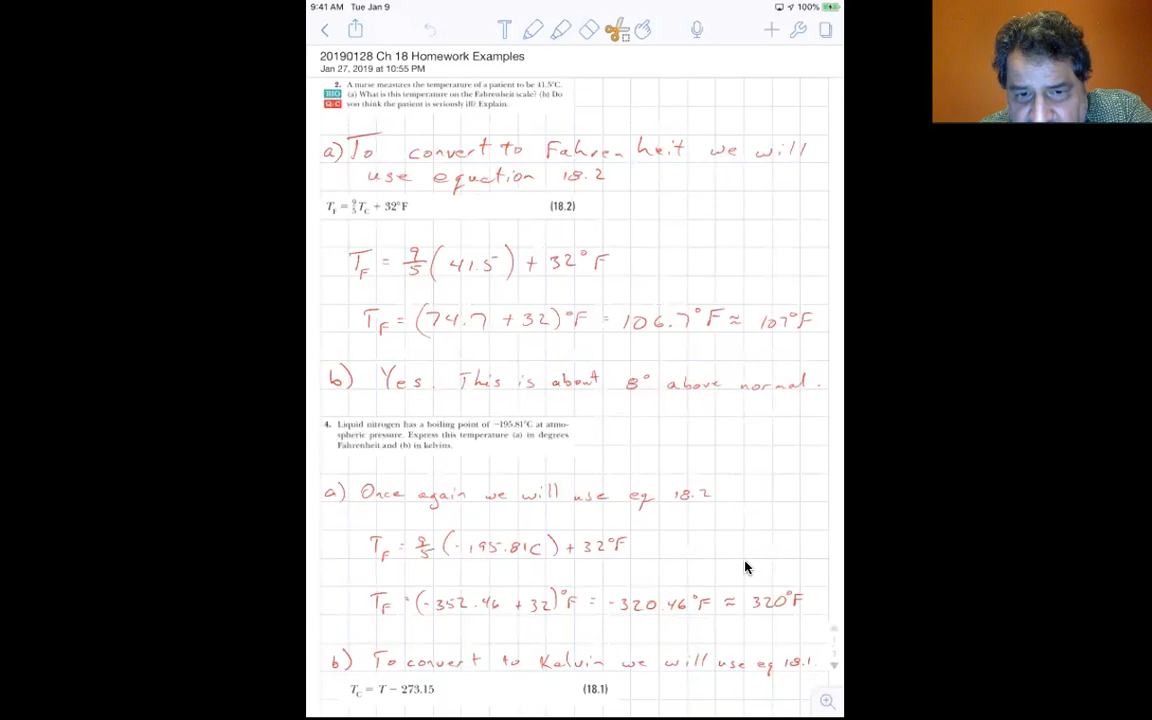 9:41 AM Tue Jan 9
100%
20190128 Ch 18 Homework Examples
Jan 27, 2019 at 10:55 PM
2. A nurse measures the temperature of a patient to be 41.5°C.
BIO (a) What is this temperature on the Fahrenheit scale? (b) Do
Q|C you think the patient is seriously ill? Explain.
a) To convert to Fahrenheit we will
use equation 18.2
T_F = 9/5 T_C + 32°F (18.2)
T_F = 9/5 (41.5) + 32°F
T_F = (74.7 + 32)°F = 106.7°F ≈ 107°F
b) Yes. This is about 8° above normal.
4. Liquid nitrogen has a boiling point of −195.81°C at atmo-
spheric pressure. Express this temperature (a) in degrees
Fahrenheit and (b) in kelvins.
a) Once again we will use eq 18.2
T_F = 9/5 (-195.81C) + 32°F
T_F = (-352.46 + 32)°F = -320.46°F ≈ 320°F
b) To convert to Kelvin we will use eq 18.1
T_C = T − 273.15 (18.1)